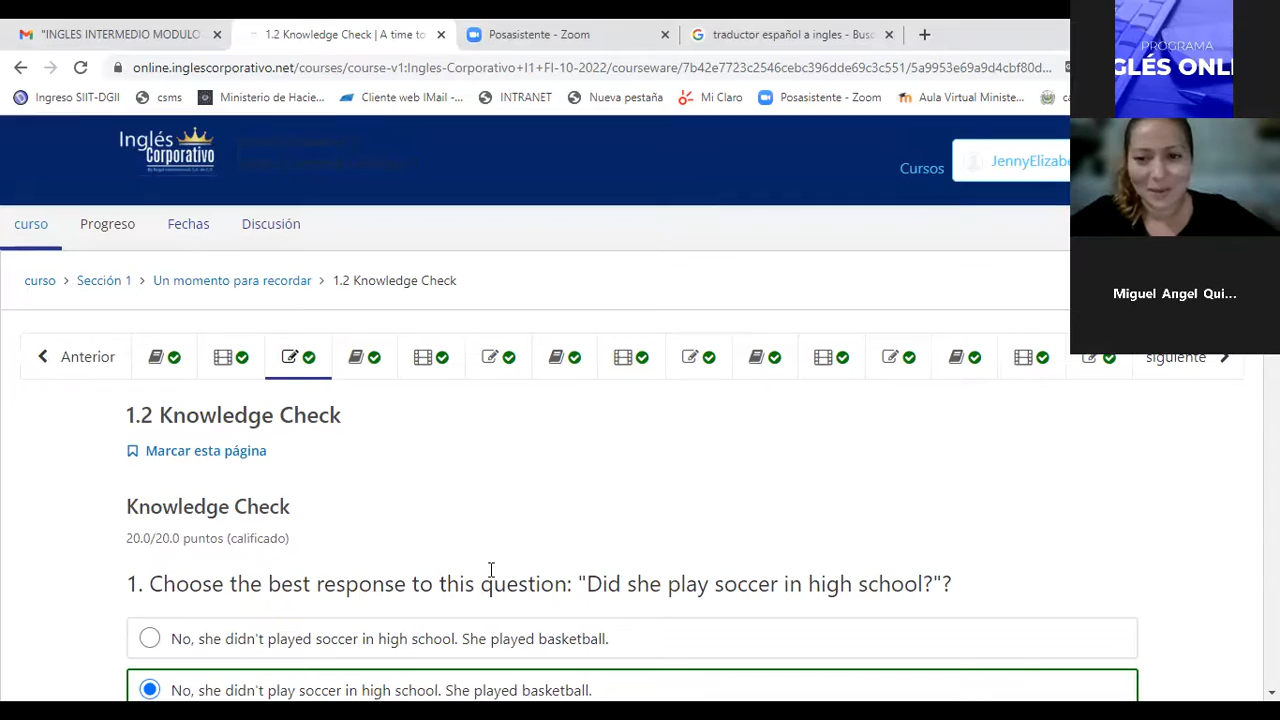 "INGLES INTERMEDIO MODULO
1.2 Knowledge Check | A time to
Posasistente - Zoom
traductor español a ingles - Bus
online.inglescorporativo.net/courses/course-v1:Ingles-Corporativo+I1+FI-10-2022/courseware/7b42e7723c2546cebc396dde69c3c551/5a9953e69a9d4cbf80d...
Ingreso SIIT-DGII
csms
Ministerio de Hacie...
Cliente web IMail -...
INTRANET
Nueva pestaña
Mi Claro
Posasistente - Zoom
Aula Virtual Ministe...
PROGRAMA
GLÉS ONLI
Inglés
Corporativo
Cursos
JennyElizabe
curso
Progreso
Fechas
Discusión
curso > Sección 1 > Un momento para recordar > 1.2 Knowledge Check
Miguel Angel Qui...
Anterior
siguiente
1.2 Knowledge Check
Marcar esta página
Knowledge Check
20.0/20.0 puntos (calificado)
1. Choose the best response to this question: "Did she play soccer in high school?"?
No, she didn't played soccer in high school. She played basketball.
No, she didn't play soccer in high school. She played basketball.